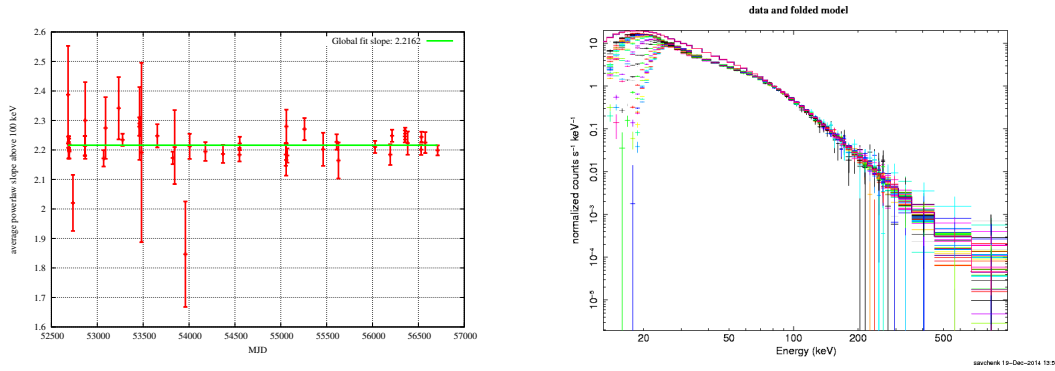 data and folded model
2.6
2.5
2.4
2.3
2.2
2.1
2
1.9
1.8
1.7
1.6
average powerlaw slope above 100 keV
Global fit slope: 2.2162
52500 53000 53500 54000 54500 55000 55500 56000 56500 57000
MJD
10
1
0.1
0.01
10⁻³
10⁻⁴
10⁻⁵
normalized counts s⁻¹ keV⁻¹
20 50 100 200 500
Energy (keV)
savchenk 19-Dec-2014 13:5